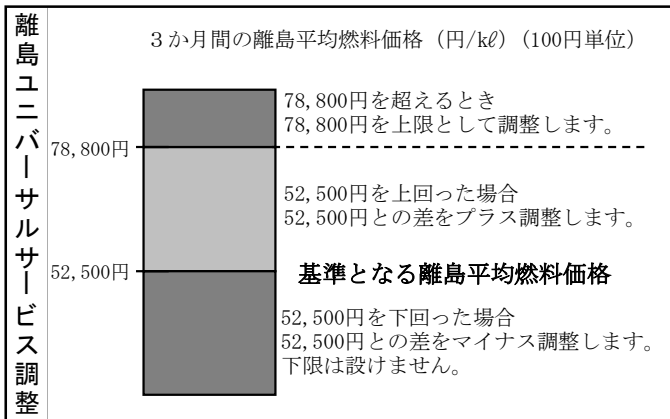 離島ユニバーサルサービス調整
3か月間の離島平均燃料価格（円/kℓ）（100円単位）
78,800円を超えるとき
78,800円を上限として調整します。
78,800円
52,500円を上回った場合
52,500円との差をプラス調整します。
52,500円
基準となる離島平均燃料価格
52,500円を下回った場合
52,500円との差をマイナス調整します。
下限は設けません。